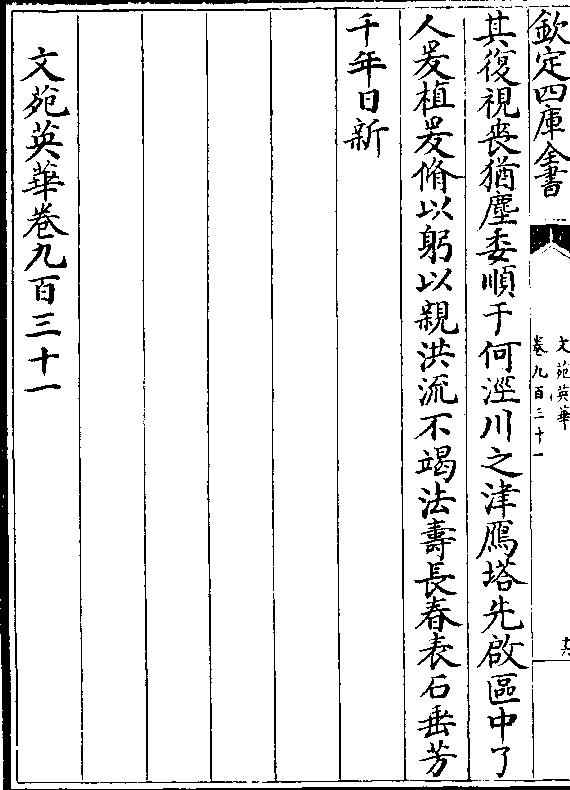 欽定四庫全書
文苑英華
卷九百三十一
其復視喪猶塵委順于何涇川之津鴈塔先啟區中了
人爰植爰脩以躬以親洪流不竭法壽長春表石垂芳
千年日新
文苑英華卷九百三十一